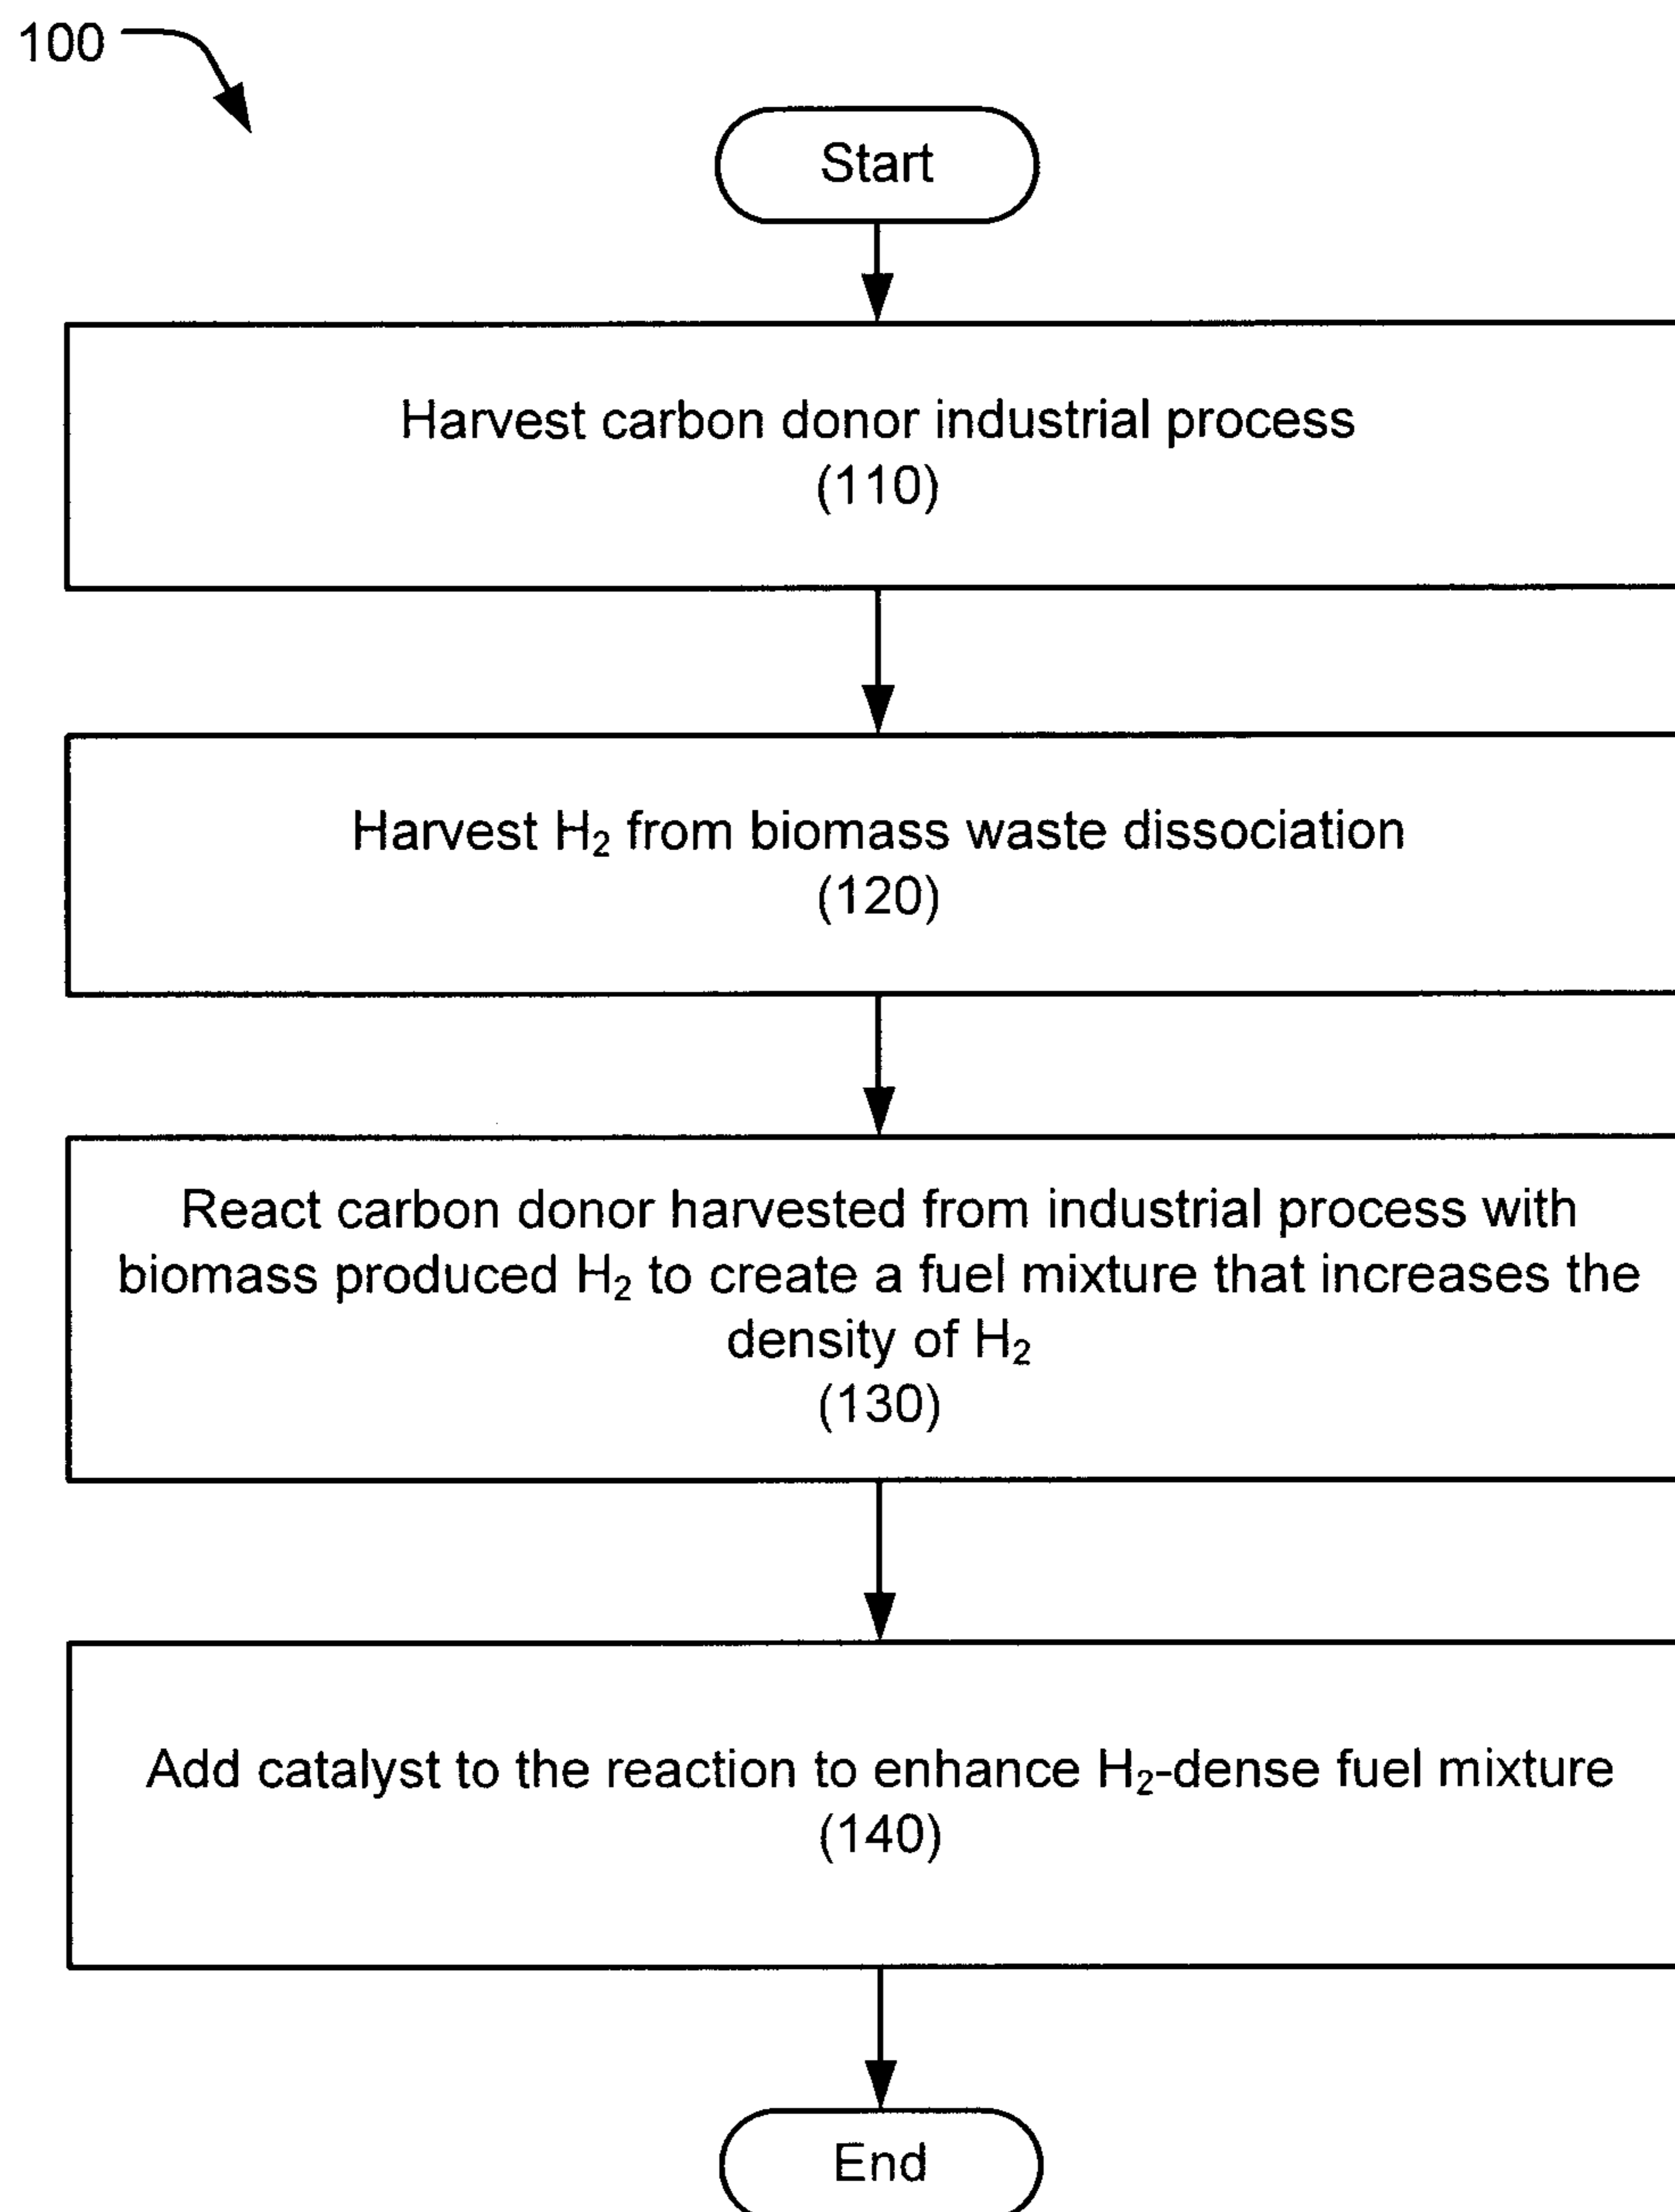 100
Start
Harvest carbon donor industrial process
(110)
Harvest H₂ from biomass waste dissociation
(120)
React carbon donor harvested from industrial process with
biomass produced H₂ to create a fuel mixture that increases the
density of H₂
(130)
Add catalyst to the reaction to enhance H₂-dense fuel mixture
(140)
End